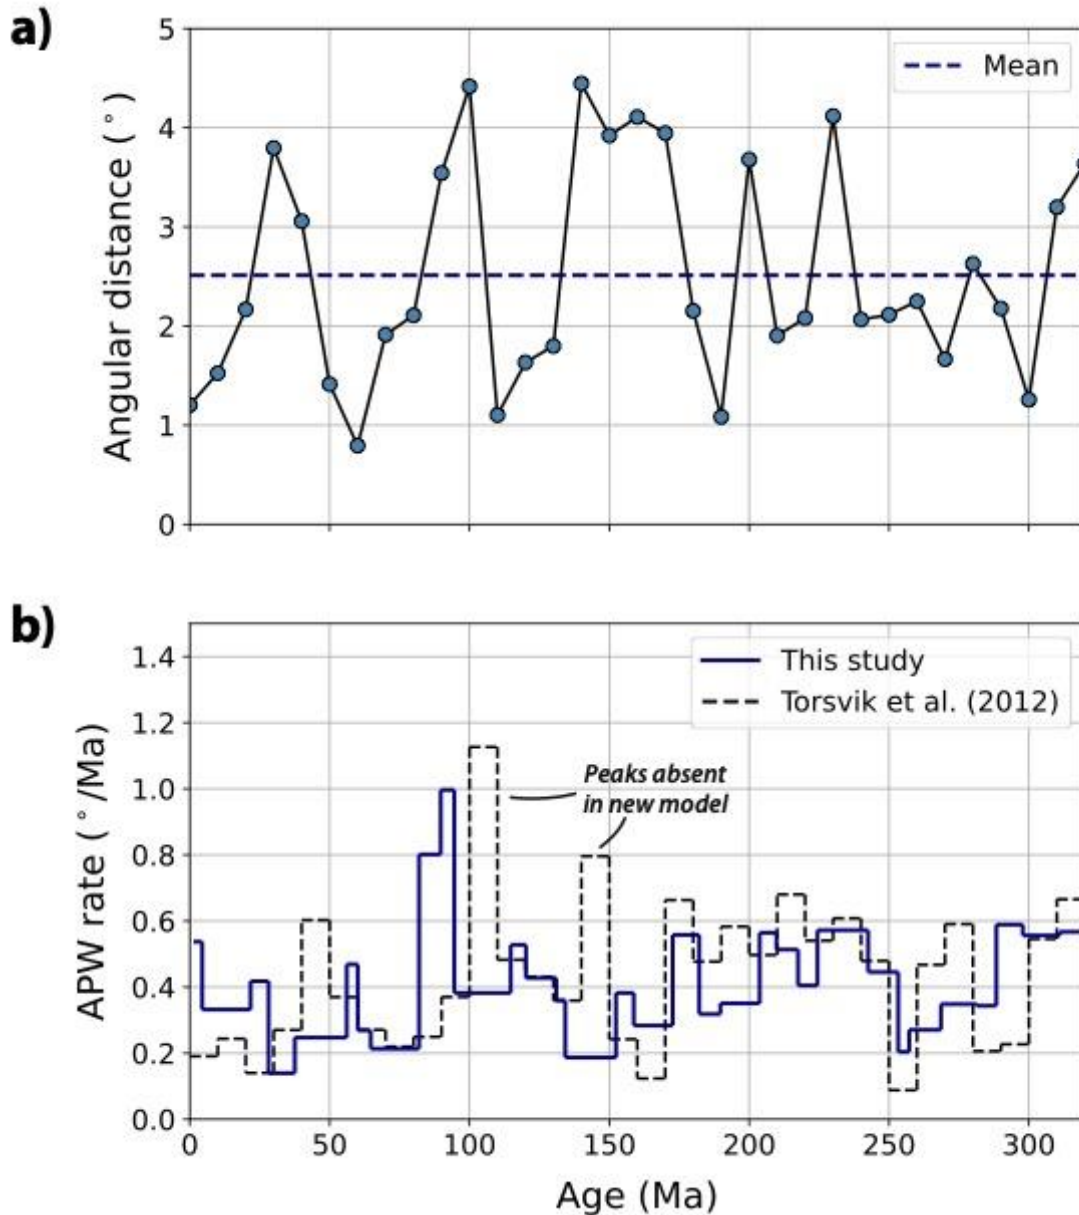 a)
Angular distance (°)
5
4
3
2
1
0
Mean
b)
APW rate (°/Ma)
1.4
1.2
1.0
0.8
0.6
0.4
0.2
0.0
This study
Torsvik et al. (2012)
Peaks absent
in new model
0 50 100 150 200 250 300
Age (Ma)